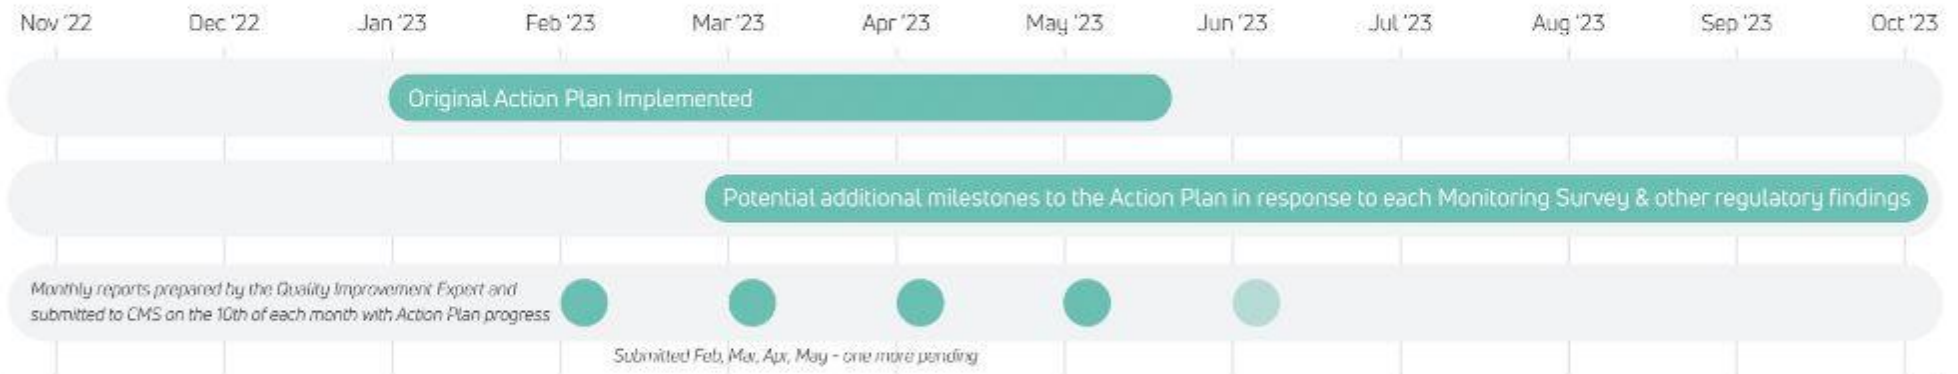 Nov '22 Dec '22 Jan '23 Feb '23 Mar '23 Apr '23 May '23 Jun '23 Jul '23 Aug '23 Sep '23 Oct '23
Original Action Plan Implemented
Potential additional milestones to the Action Plan in response to each Monitoring Survey & other regulatory findings
Monthly reports prepared by the Quality Improvement Expert and
submitted to CMS on the 10th of each month with Action Plan progress
Submitted Feb, Mar, Apr, May - one more pending